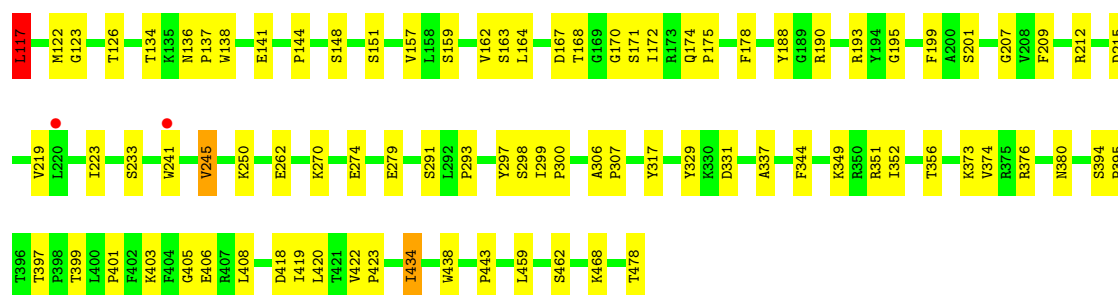 L117 M122 G123 T126 T134 K135 N136 P137 W138 E141 P144 S148 S151 V157 L158 S159 V162 S163 L164 D167 T168 G169 G170 S171 I172 R173 Q174 P175 F178 Y188 G189 R190 R193 Y194 G195 F199 A200 S201 G207 V208 F209 R212 D215
V219 L220 I223 S233 W241 V245 K250 E262 K270 E274 E279 S291 L292 P293 Y297 S298 I299 P300 A306 P307 Y317 Y329 K330 D331 A337 F344 K349 R350 R351 I352 T356 K373 V374 R375 R376 N380 S394 P395
T396 T397 P398 T399 L400 P401 F402 K403 F404 G405 E406 R407 L408 D418 I419 L420 T421 V422 P423 I434 W438 P443 L459 S462 K468 T478